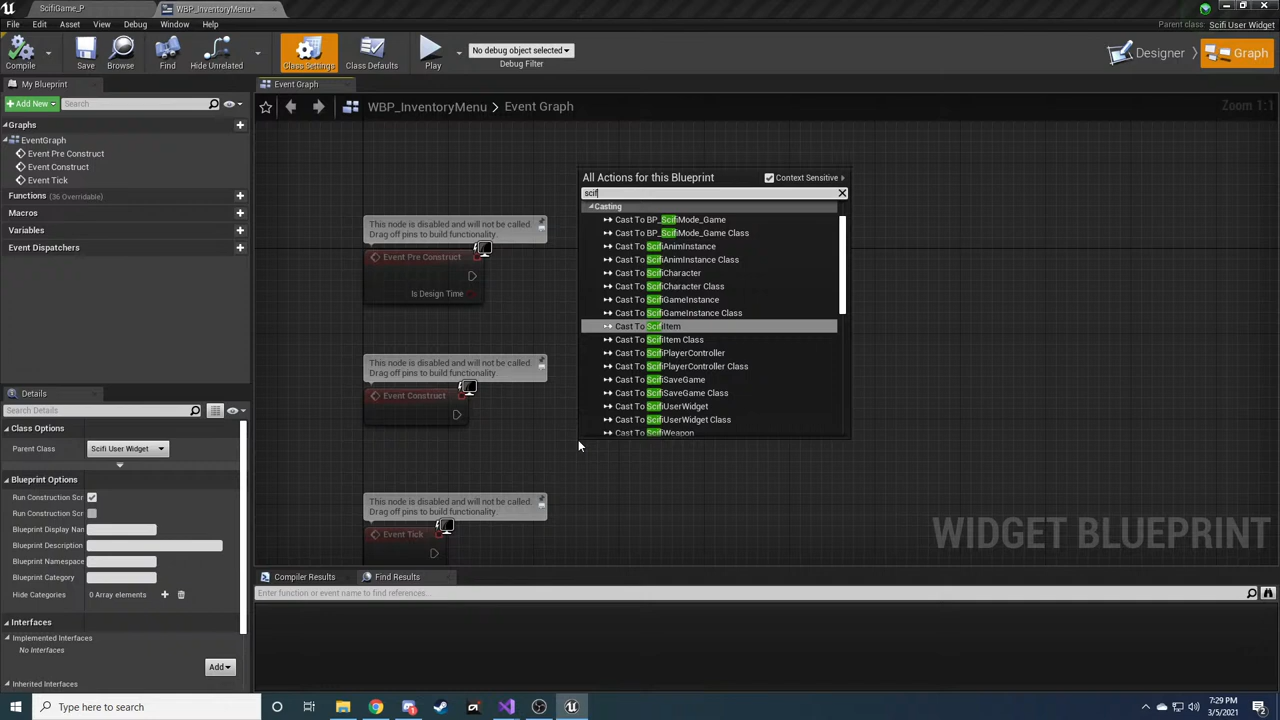 ScifiGame_P
WBP_InventoryMenu*
File Edit Asset View Debug Window Help
Parent class: Scifi User Widget
Compile
Save
Browse
Find
Hide Unrelated
Class Settings
Class Defaults
Play
No debug object selected
Debug Filter
Designer
Graph
My Blueprint
Event Graph
Add New
Search
WBP_InventoryMenu > Event Graph
Zoom 1:1
Graphs
EventGraph
Event Pre Construct
Event Construct
Event Tick
Functions (36 Overridable)
Macros
Variables
Event Dispatchers
This node is disabled and will not be called.
Drag off pins to build functionality.
Event Pre Construct
Is Design Time
This node is disabled and will not be called.
Drag off pins to build functionality.
Event Construct
This node is disabled and will not be called.
Drag off pins to build functionality.
Event Tick
All Actions for this Blueprint
Context Sensitive
scifi
Casting
Cast To BP_ScifiMode_Game
Cast To BP_ScifiMode_Game Class
Cast To ScifiAnimInstance
Cast To ScifiAnimInstance Class
Cast To ScifiCharacter
Cast To ScifiCharacter Class
Cast To ScifiGameInstance
Cast To ScifiGameInstance Class
Cast To ScifiItem
Cast To ScifiItem Class
Cast To ScifiPlayerController
Cast To ScifiPlayerController Class
Cast To ScifiSaveGame
Cast To ScifiSaveGame Class
Cast To ScifiUserWidget
Cast To ScifiUserWidget Class
Cast To ScifiWeapon
WIDGET BLUEPRINT
Details
Search Details
Class Options
Parent Class
Scifi User Widget
Blueprint Options
Run Construction Scr
Run Construction Scr
Blueprint Display Nan
Blueprint Description
Blueprint Namespace
Blueprint Category
Hide Categories
0 Array elements
Interfaces
Implemented Interfaces
No Interfaces
Add
Inherited Interfaces
Compiler Results
Find Results
Enter function or event name to find references...
Type here to search
7:29 PM
3/5/2021
2